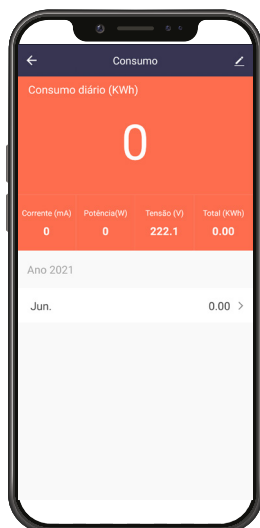 Consumo
Consumo diário (KWh)
0
Corrente (mA) Potência(W) Tensão (V) Total (KWh)
0 0 222.1 0.00
Ano 2021
Jun. 0.00 >